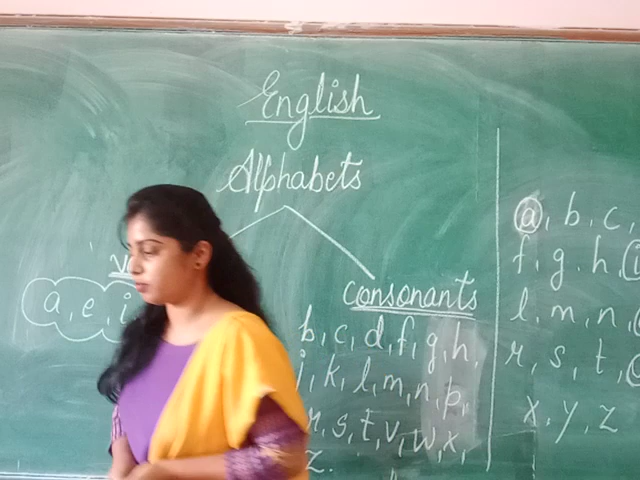 English
Alphabets
a, e, i
consonants
b, c, d, f, g, h,
j, k, l, m, n, p,
r, s, t, v, w, x,
z.
a, b, c,
f, g, h, i
l, m, n,
r, s, t,
x, y, z